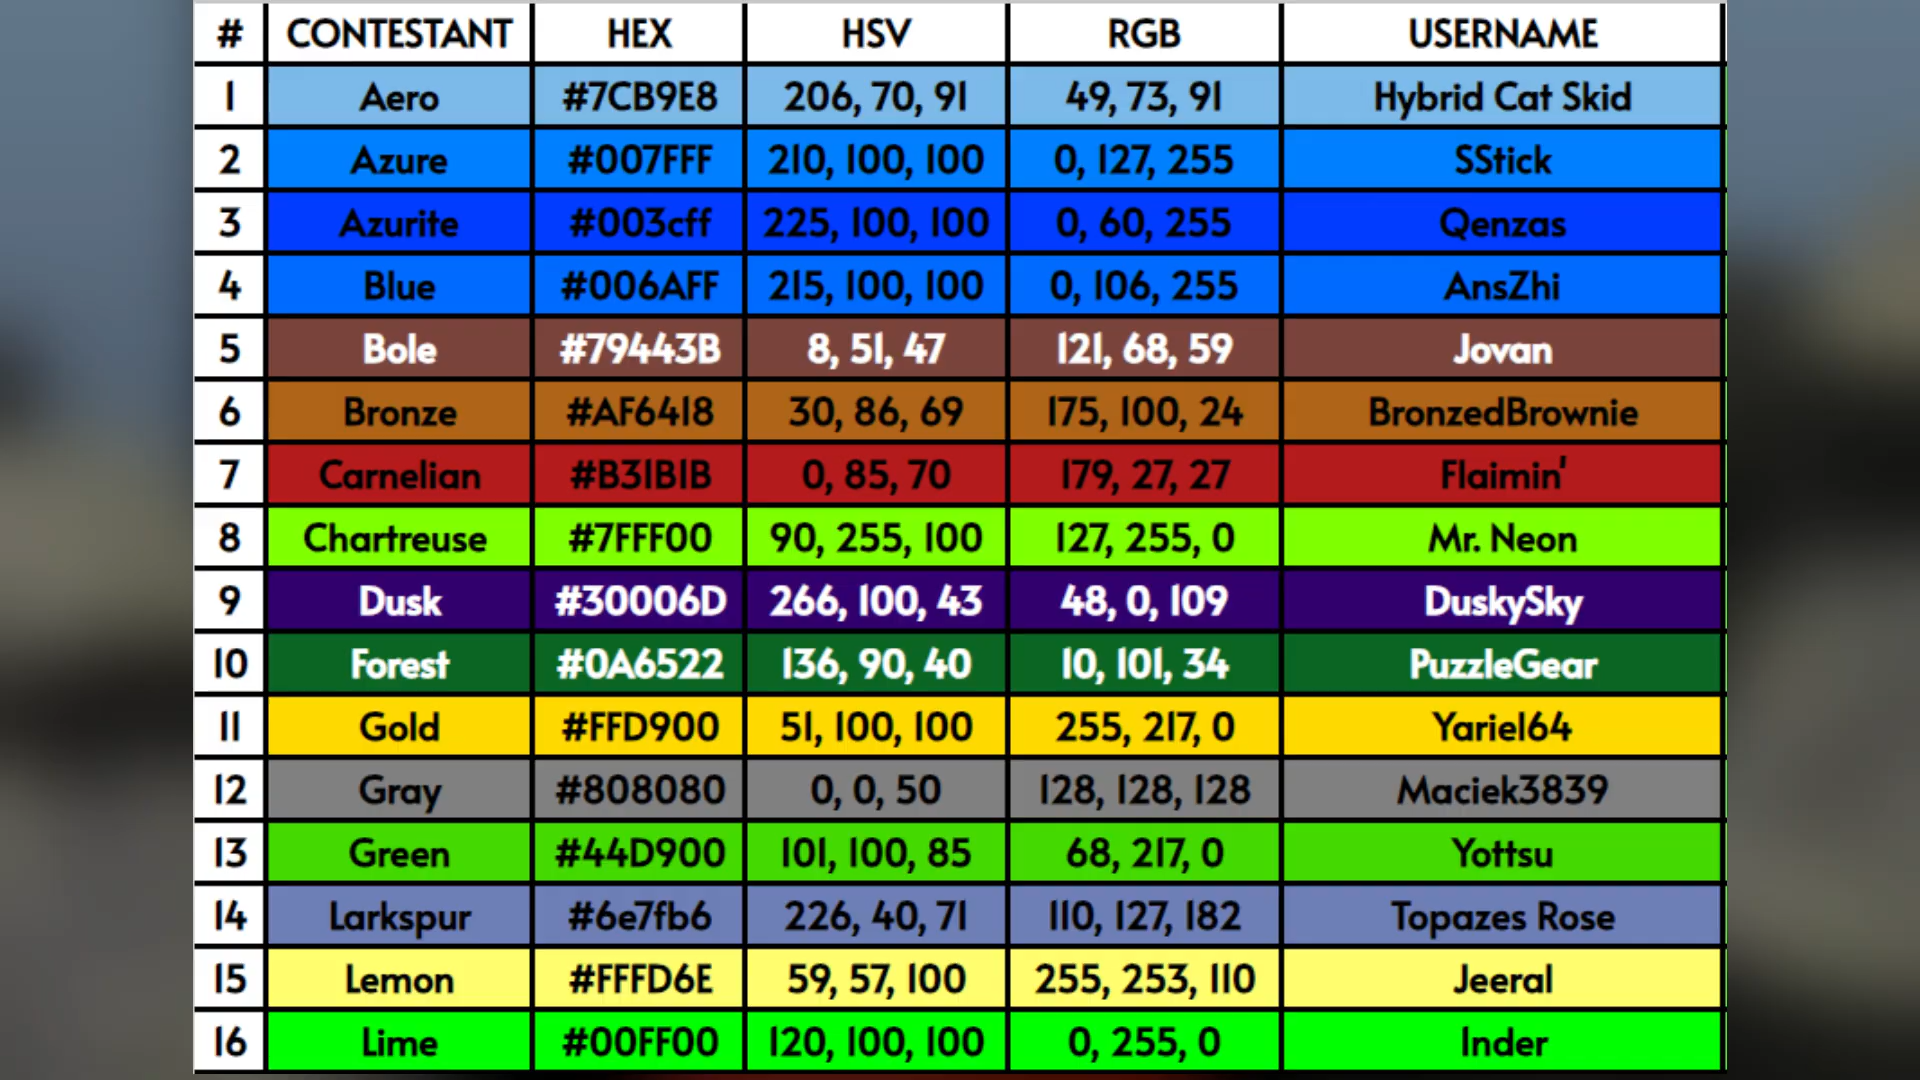 # CONTESTANT HEX HSV RGB USERNAME
1 Aero #7CB9E8 206, 70, 91 49, 73, 91 Hybrid Cat Skid
2 Azure #007FFF 210, 100, 100 0, 127, 255 SStick
3 Azurite #003cff 225, 100, 100 0, 60, 255 Qenzas
4 Blue #006AFF 215, 100, 100 0, 106, 255 AnsZhi
5 Bole #79443B 8, 51, 47 121, 68, 59 Jovan
6 Bronze #AF6418 30, 86, 69 175, 100, 24 BronzedBrownie
7 Carnelian #B31B1B 0, 85, 70 179, 27, 27 Flaimin'
8 Chartreuse #7FFF00 90, 255, 100 127, 255, 0 Mr. Neon
9 Dusk #30006D 266, 100, 43 48, 0, 109 DuskySky
10 Forest #0A6522 136, 90, 40 10, 101, 34 PuzzleGear
11 Gold #FFD900 51, 100, 100 255, 217, 0 Yariel64
12 Gray #808080 0, 0, 50 128, 128, 128 Maciek3839
13 Green #44D900 101, 100, 85 68, 217, 0 Yottsu
14 Larkspur #6e7fb6 226, 40, 71 110, 127, 182 Topazes Rose
15 Lemon #FFFD6E 59, 57, 100 255, 253, 110 Jeeral
16 Lime #00FF00 120, 100, 100 0, 255, 0 Inder